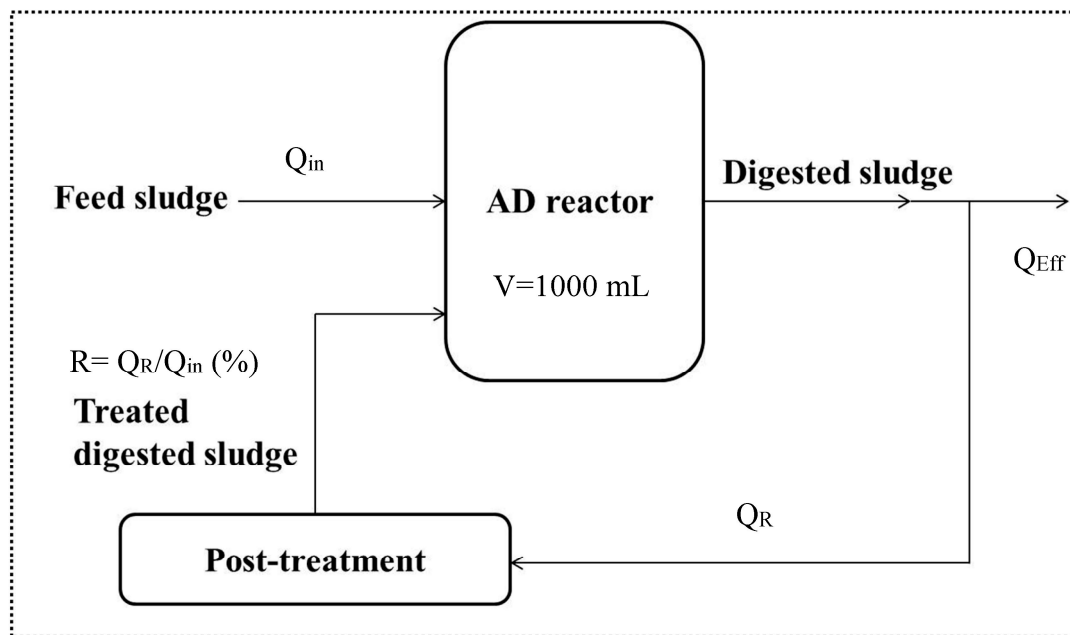 Qin
Feed sludge
AD reactor
V=1000 mL
Digested sludge
QEff
R= QR/Qin (%)
Treated
digested sludge
QR
Post-treatment